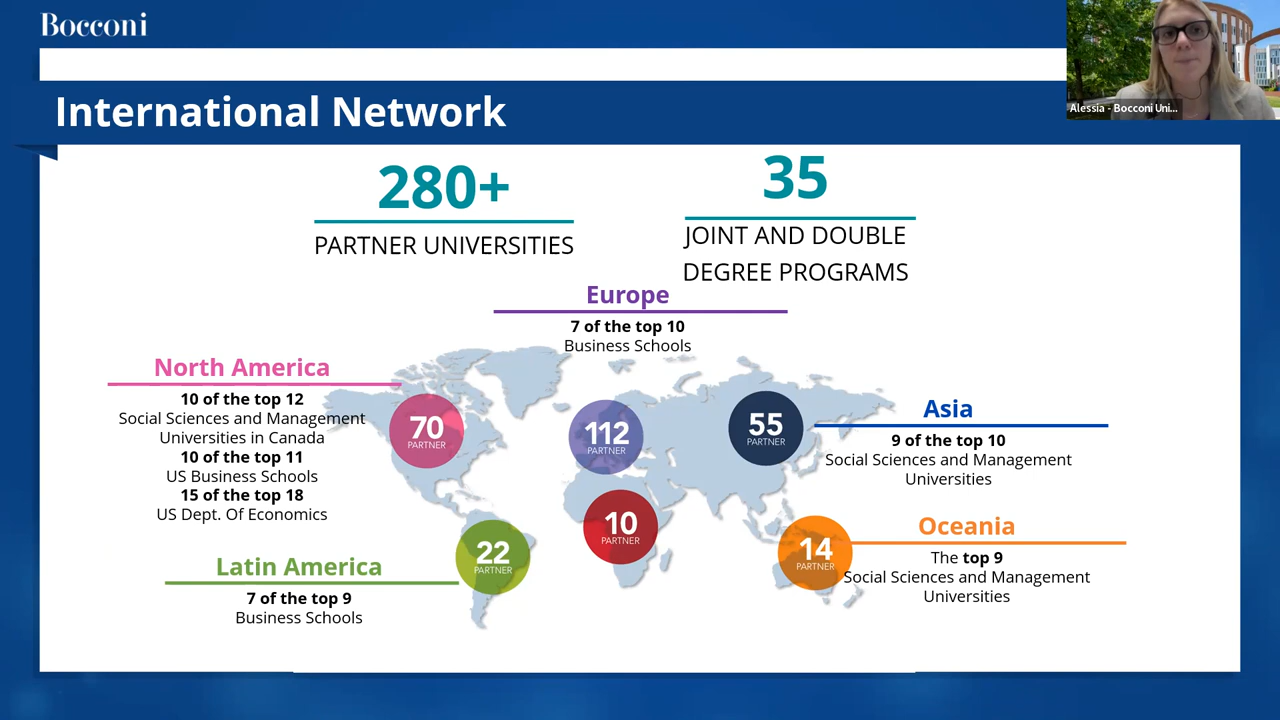 Bocconi
Alessia - Bocconi Uni...
International Network
280+
PARTNER UNIVERSITIES
35
JOINT AND DOUBLE
DEGREE PROGRAMS
Europe
7 of the top 10
Business Schools
North America
10 of the top 12
Social Sciences and Management
Universities in Canada
10 of the top 11
US Business Schools
15 of the top 18
US Dept. Of Economics
70
PARTNER
112
PARTNER
55
PARTNER
Asia
9 of the top 10
Social Sciences and Management
Universities
10
PARTNER
22
PARTNER
14
PARTNER
Oceania
The top 9
Social Sciences and Management
Universities
Latin America
7 of the top 9
Business Schools